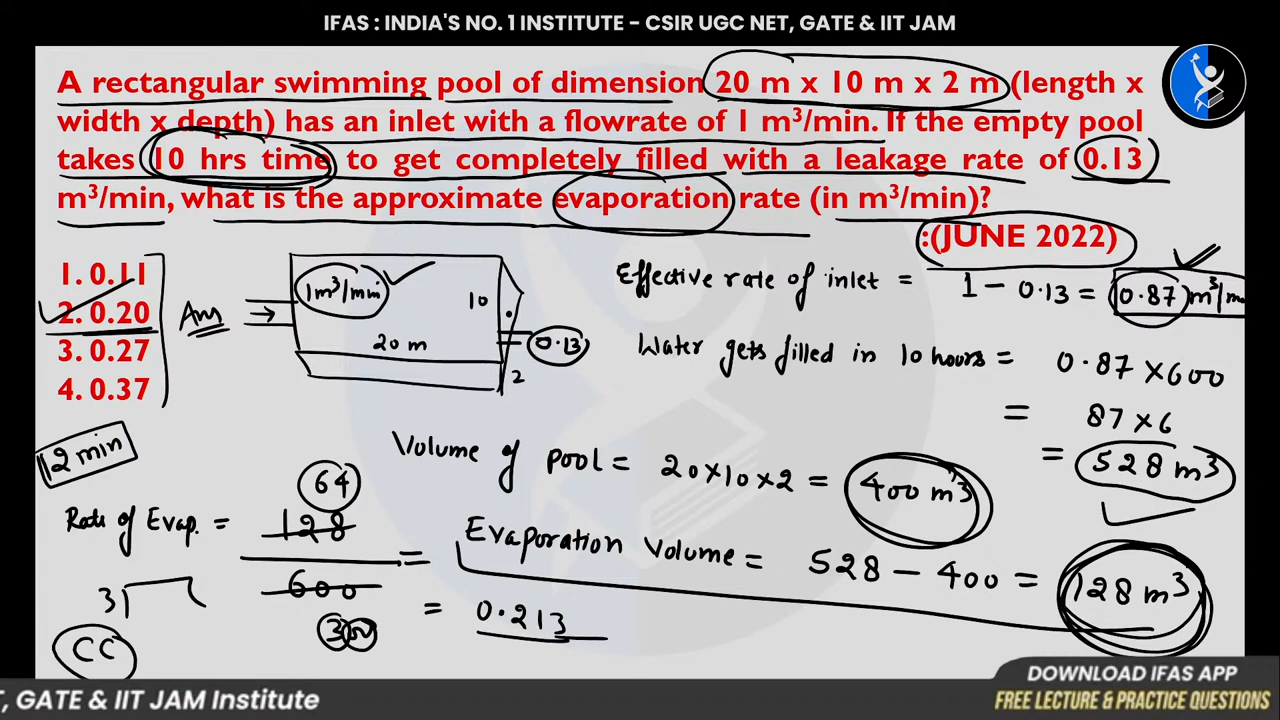 IFAS : INDIA'S NO. 1 INSTITUTE - CSIR UGC NET, GATE & IIT JAM
A rectangular swimming pool of dimension 20 m x 10 m x 2 m (length x
width x depth) has an inlet with a flowrate of 1 m³/min. If the empty pool
takes 10 hrs time to get completely filled with a leakage rate of 0.13
m³/min, what is the approximate evaporation rate (in m³/min)?
:(JUNE 2022)
1. 0.11
2. 0.20
3. 0.27
4. 0.37
Ans
1m³/min
10
20 m
0.13
2
Effective rate of inlet = 1 - 0.13 = 0.87 m³/m
Water gets filled in 10 hours = 0.87 x 600
= 87 x 6
= 528 m³
2 min
Volume of pool = 20x10x2 = 400 m³
64
Rate of Evap. = 128
600
=
300
= 0.213
Evaporation Volume = 528 - 400 = 128 m³
3
CC
DOWNLOAD IFAS APP
FREE LECTURE & PRACTICE QUESTIONS
T, GATE & IIT JAM Institute